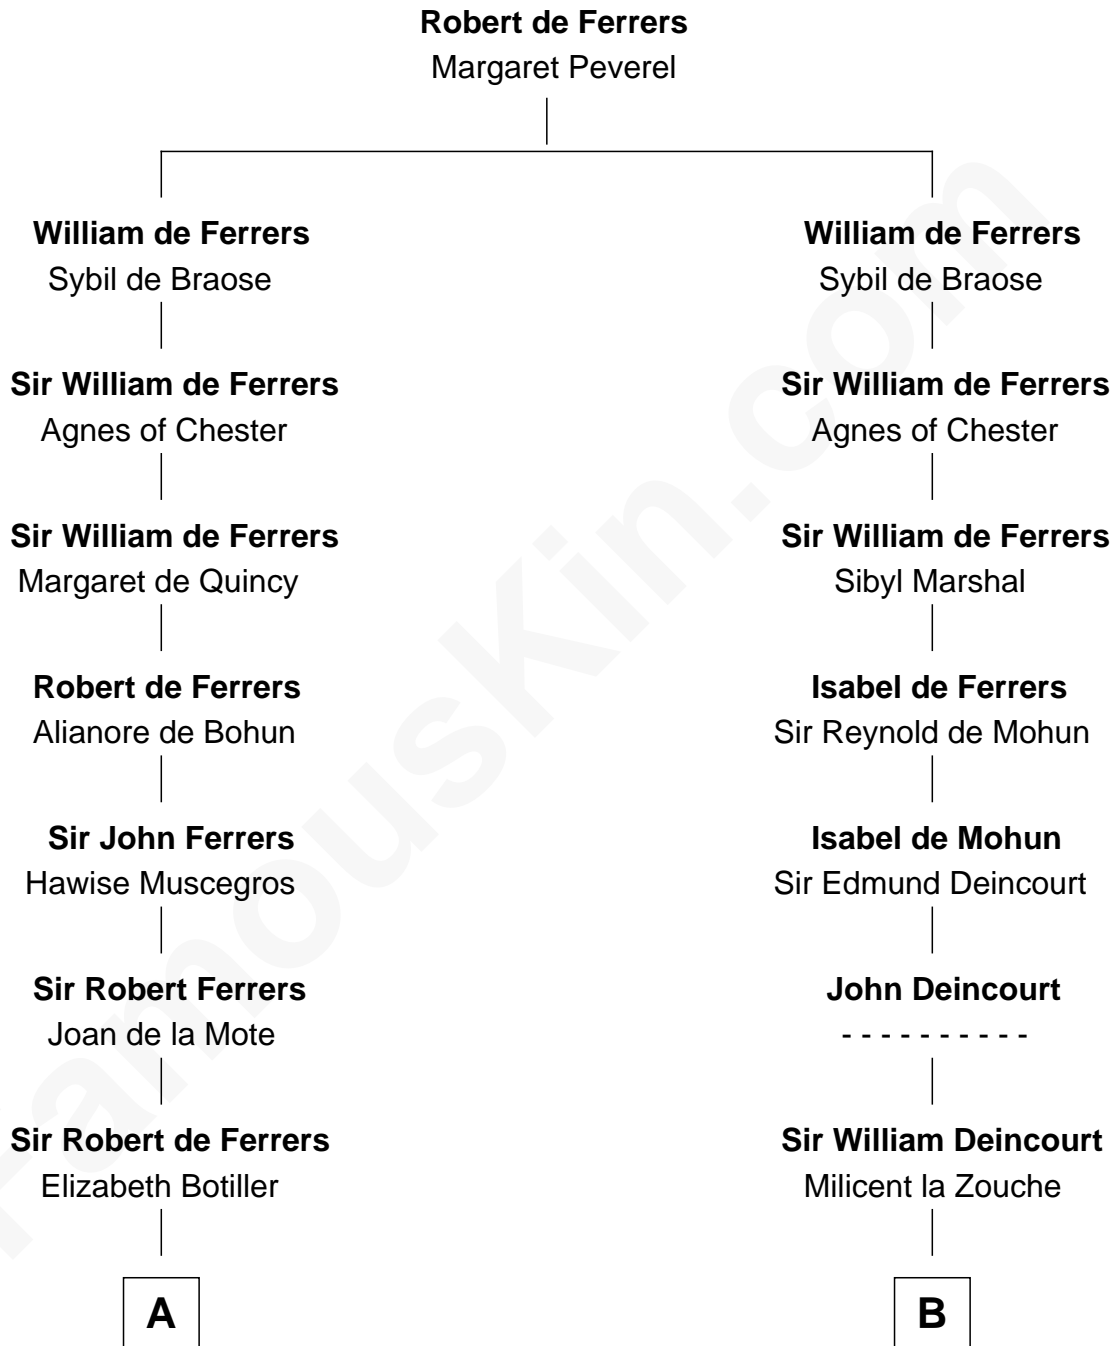 Robert de Ferrers
Margaret Peverel
William de Ferrers
Sybil de Braose
William de Ferrers
Sybil de Braose
Sir William de Ferrers
Agnes of Chester
Sir William de Ferrers
Agnes of Chester
Sir William de Ferrers
Margaret de Quincy
Sir William de Ferrers
Sibyl Marshal
Robert de Ferrers
Alianore de Bohun
Isabel de Ferrers
Sir Reynold de Mohun
Sir John Ferrers
Hawise Muscegros
Isabel de Mohun
Sir Edmund Deincourt
Sir Robert Ferrers
Joan de la Mote
John Deincourt
- - - - - - - - - -
Sir Robert de Ferrers
Elizabeth Botiller
Sir William Deincourt
Milicent la Zouche
A
B
FamousKin.com